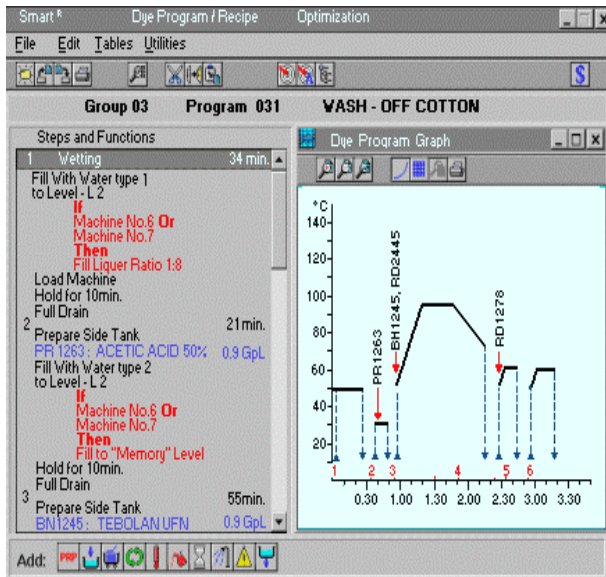 Smart ® Dye Program / Recipe Optimization
File Edit Tables Utilities
$
Group 03 Program 031 WASH - OFF COTTON
Steps and Functions
1 Wetting 34 min.
Fill With Water type 1
to Level - L 2
If
Machine No.6 Or
Machine No.7
Then
Fill Liquer Ratio 1:8
Load Machine
Hold for 10min.
Full Drain
2 21 min.
Prepare Side Tank
PR 1263 : ACETIC ACID 50% 0.9 GpL
Fill With Water type 2
to Level - L 2
If
Machine No.6 Or
Machine No.7
Then
Fill to "Memory" Level
Hold for 10min.
Full Drain
3 55min.
Prepare Side Tank
BN1245 : TEBOLAN UFN 0.9 GpL
Add: PRP
Dye Program Graph
°C
140
120
100
80
60
40
20
PR1263
BH1245, RD2445
RD1278
1 2 3 4 5 6
0.30 1.00 1.30 2.00 2.30 3.00 3.30